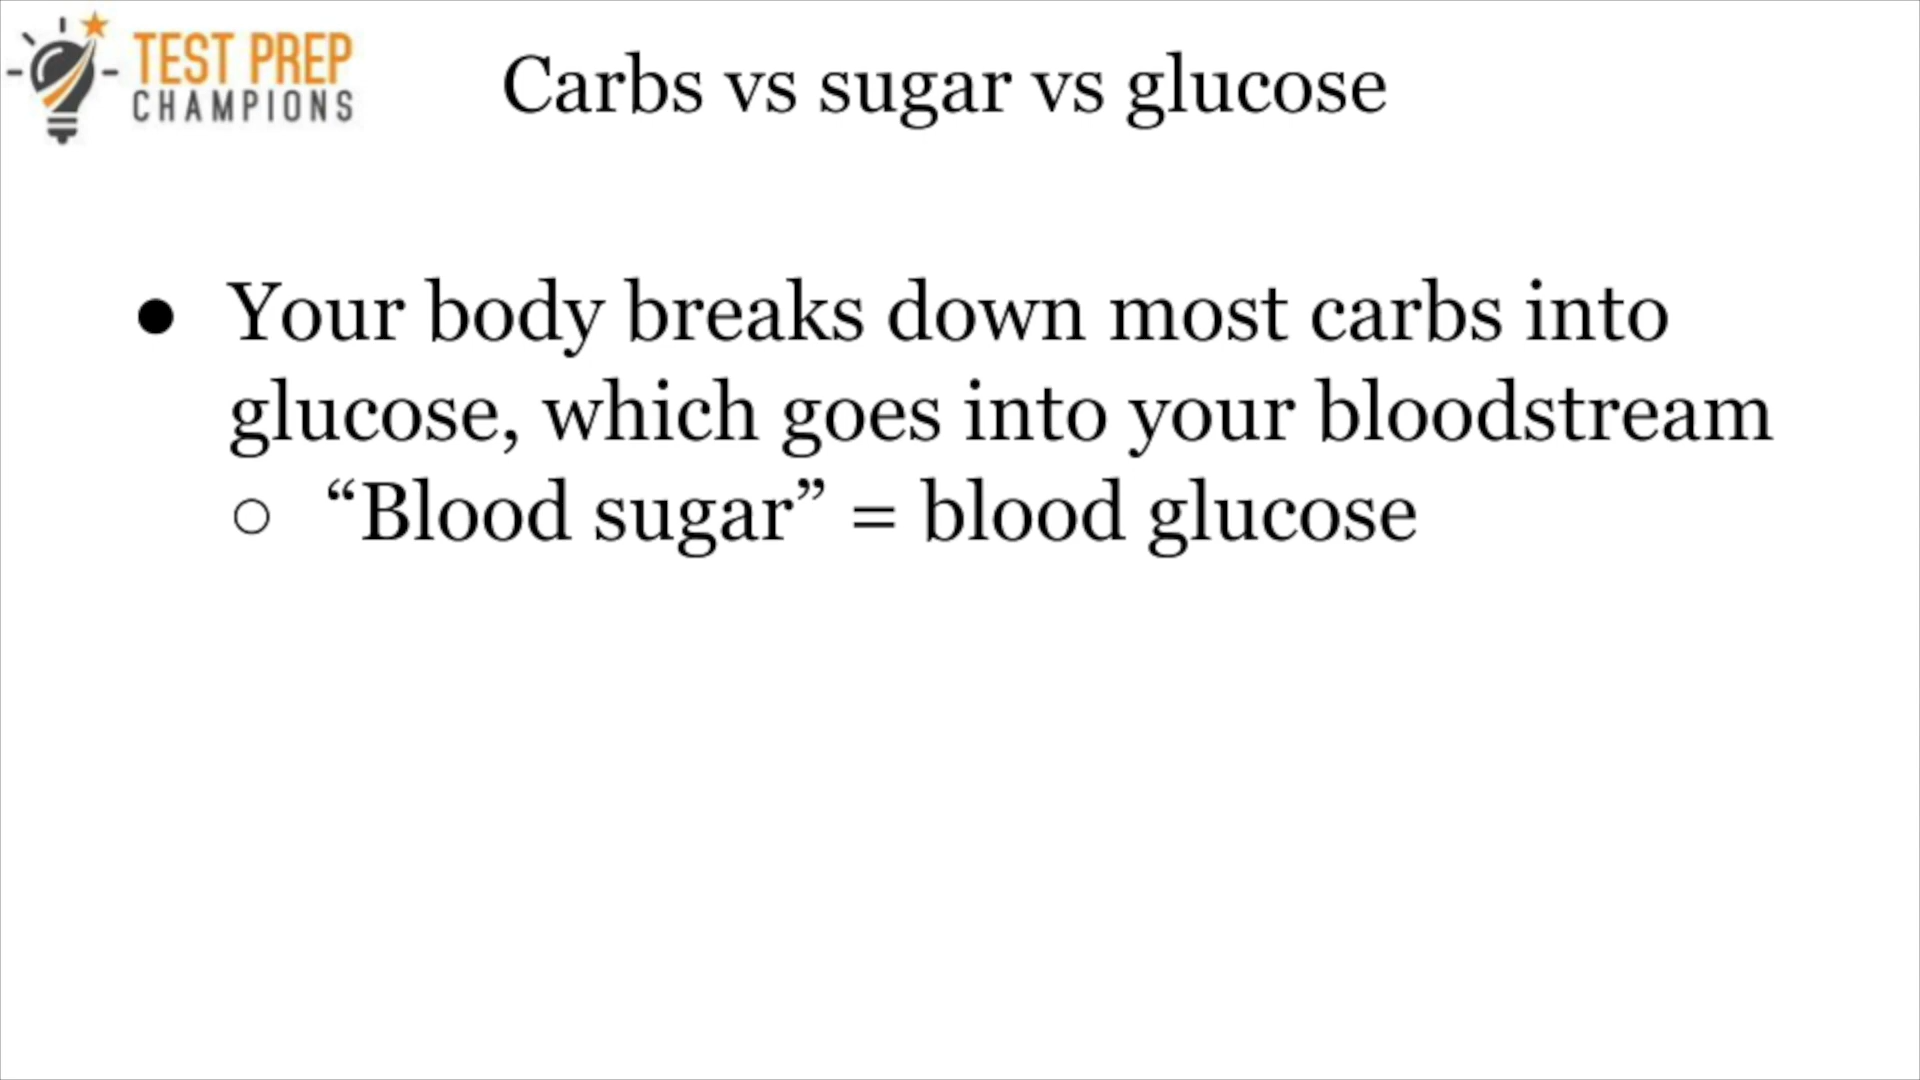 TEST PREP
CHAMPIONS
Carbs vs sugar vs glucose
● Your body breaks down most carbs into
glucose, which goes into your bloodstream
○ “Blood sugar” = blood glucose